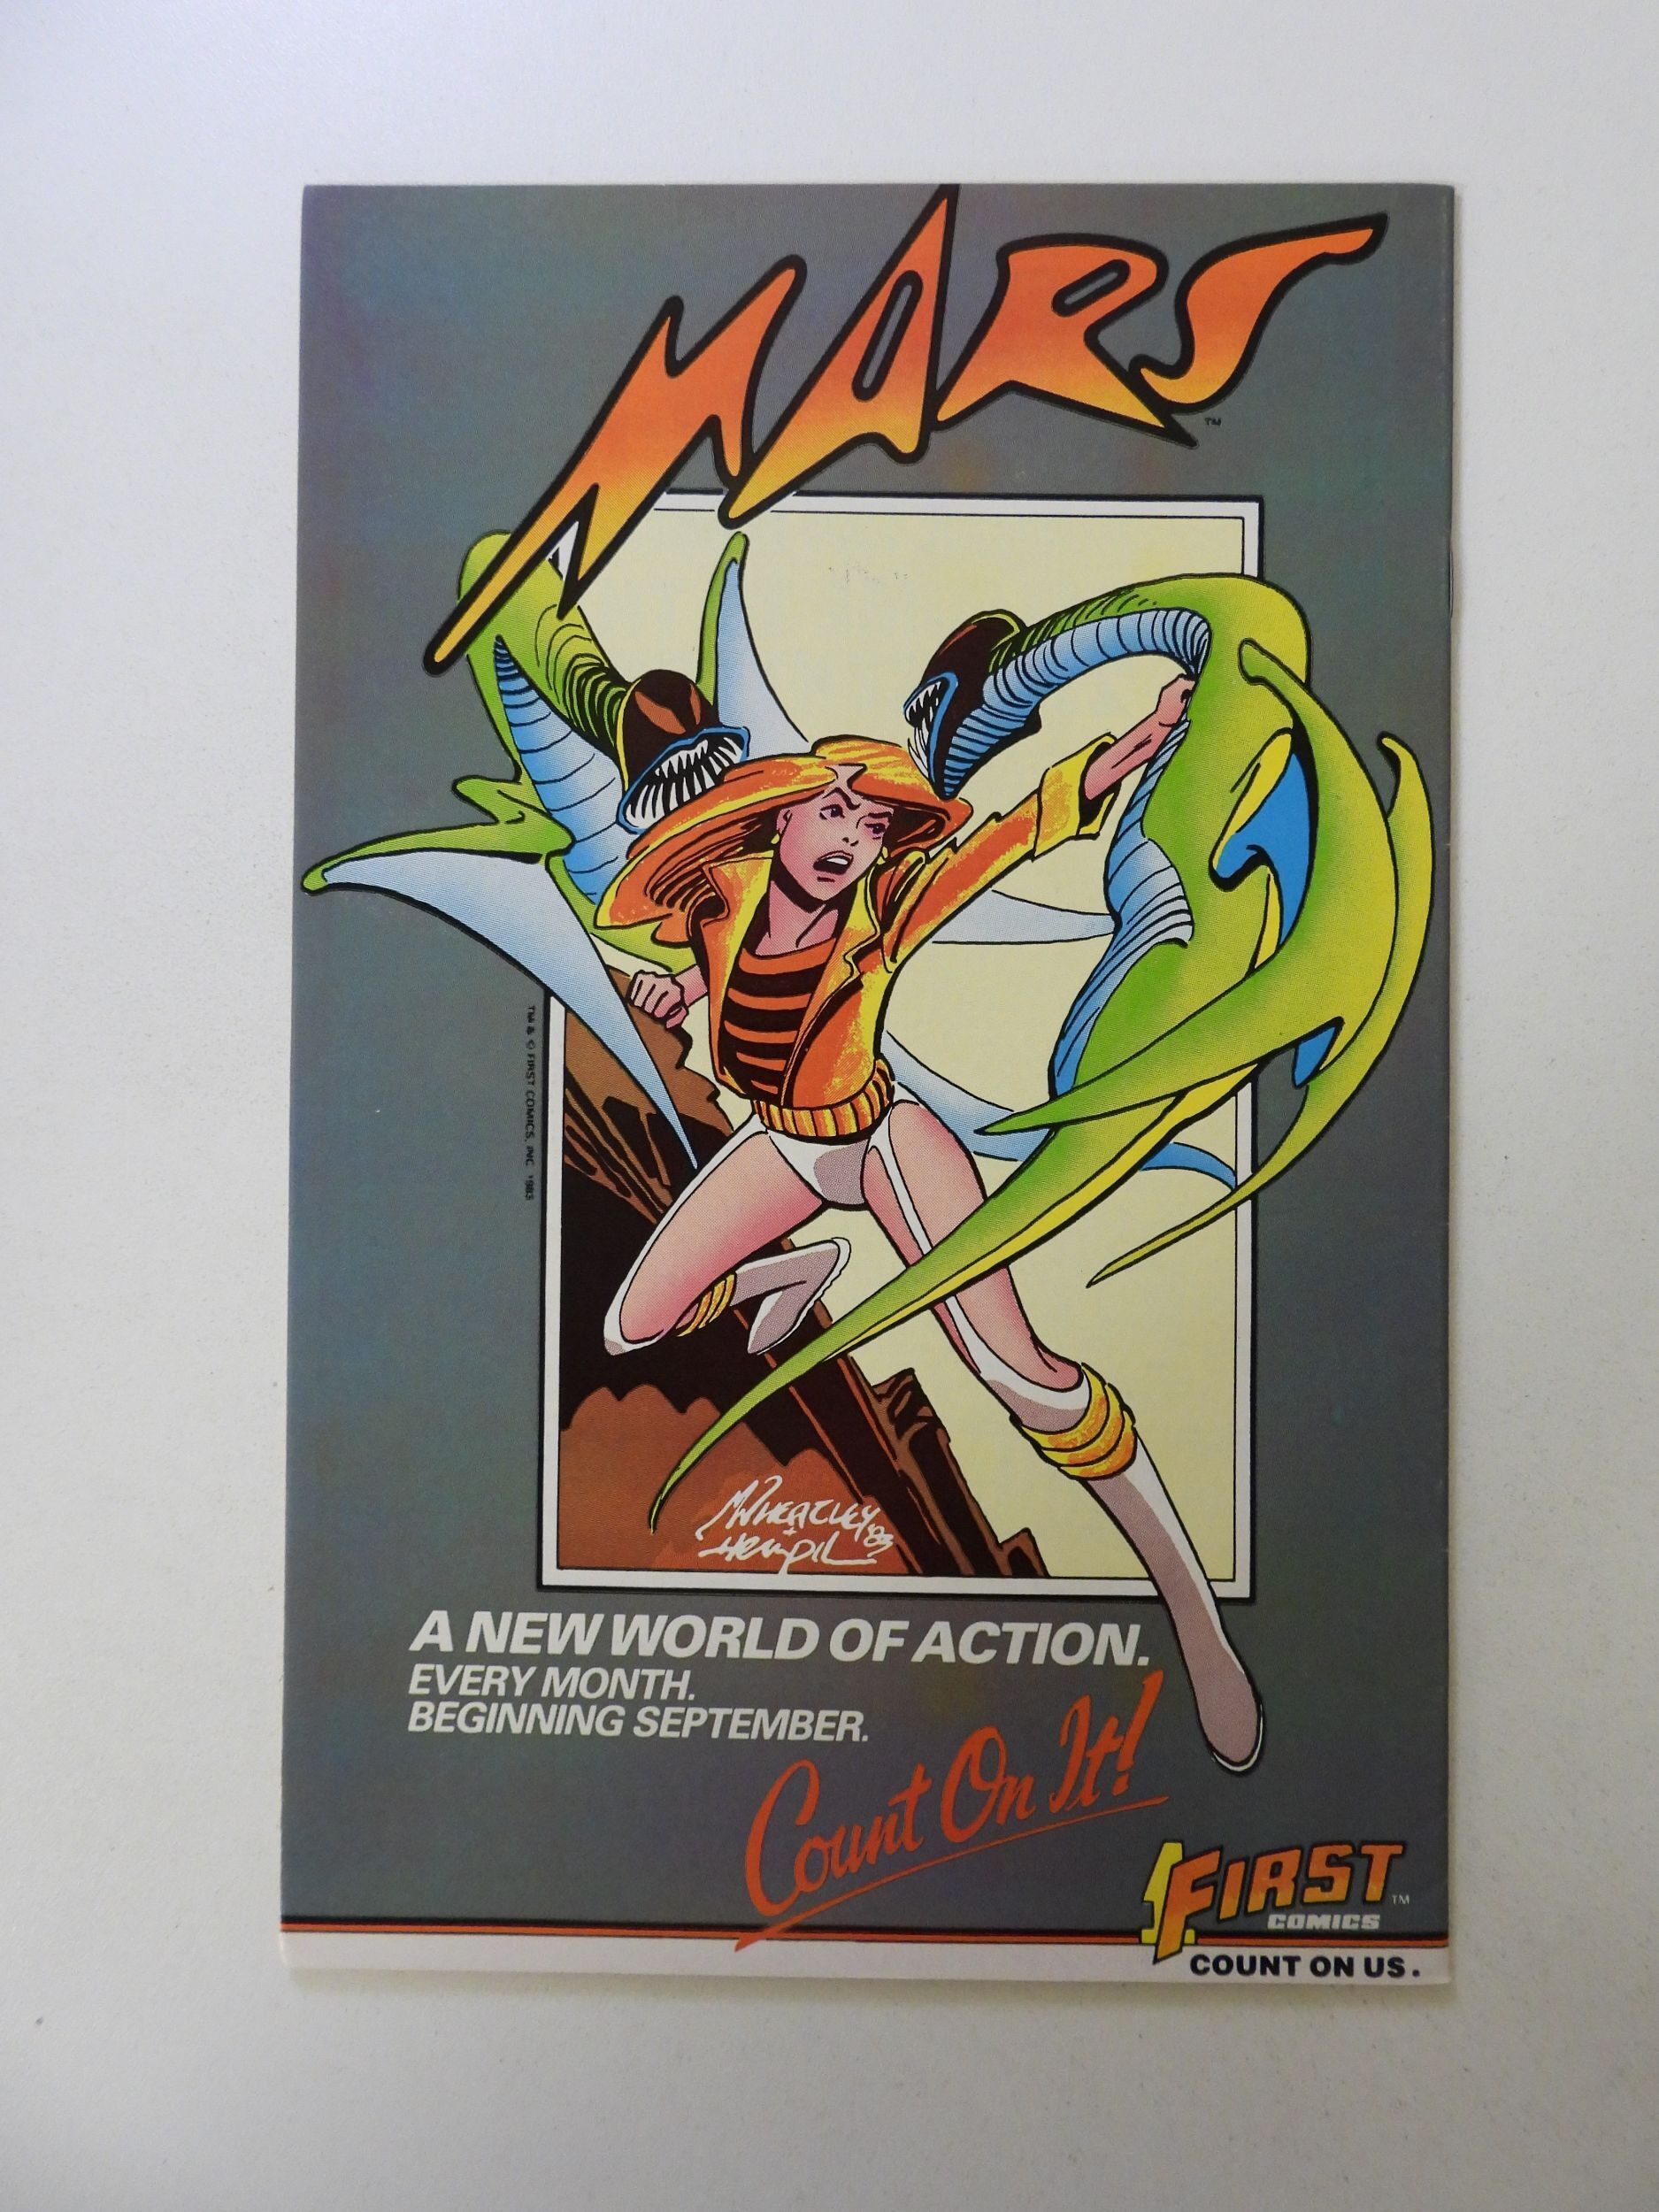 MARS
TM
TM & © FIRST COMICS, INC. 1983
M WHEATLEY '83
+ HEMPEL
A NEW WORLD OF ACTION.
EVERY MONTH.
BEGINNING SEPTEMBER.
Count On It!
1FIRST TM
COMICS
COUNT ON US.